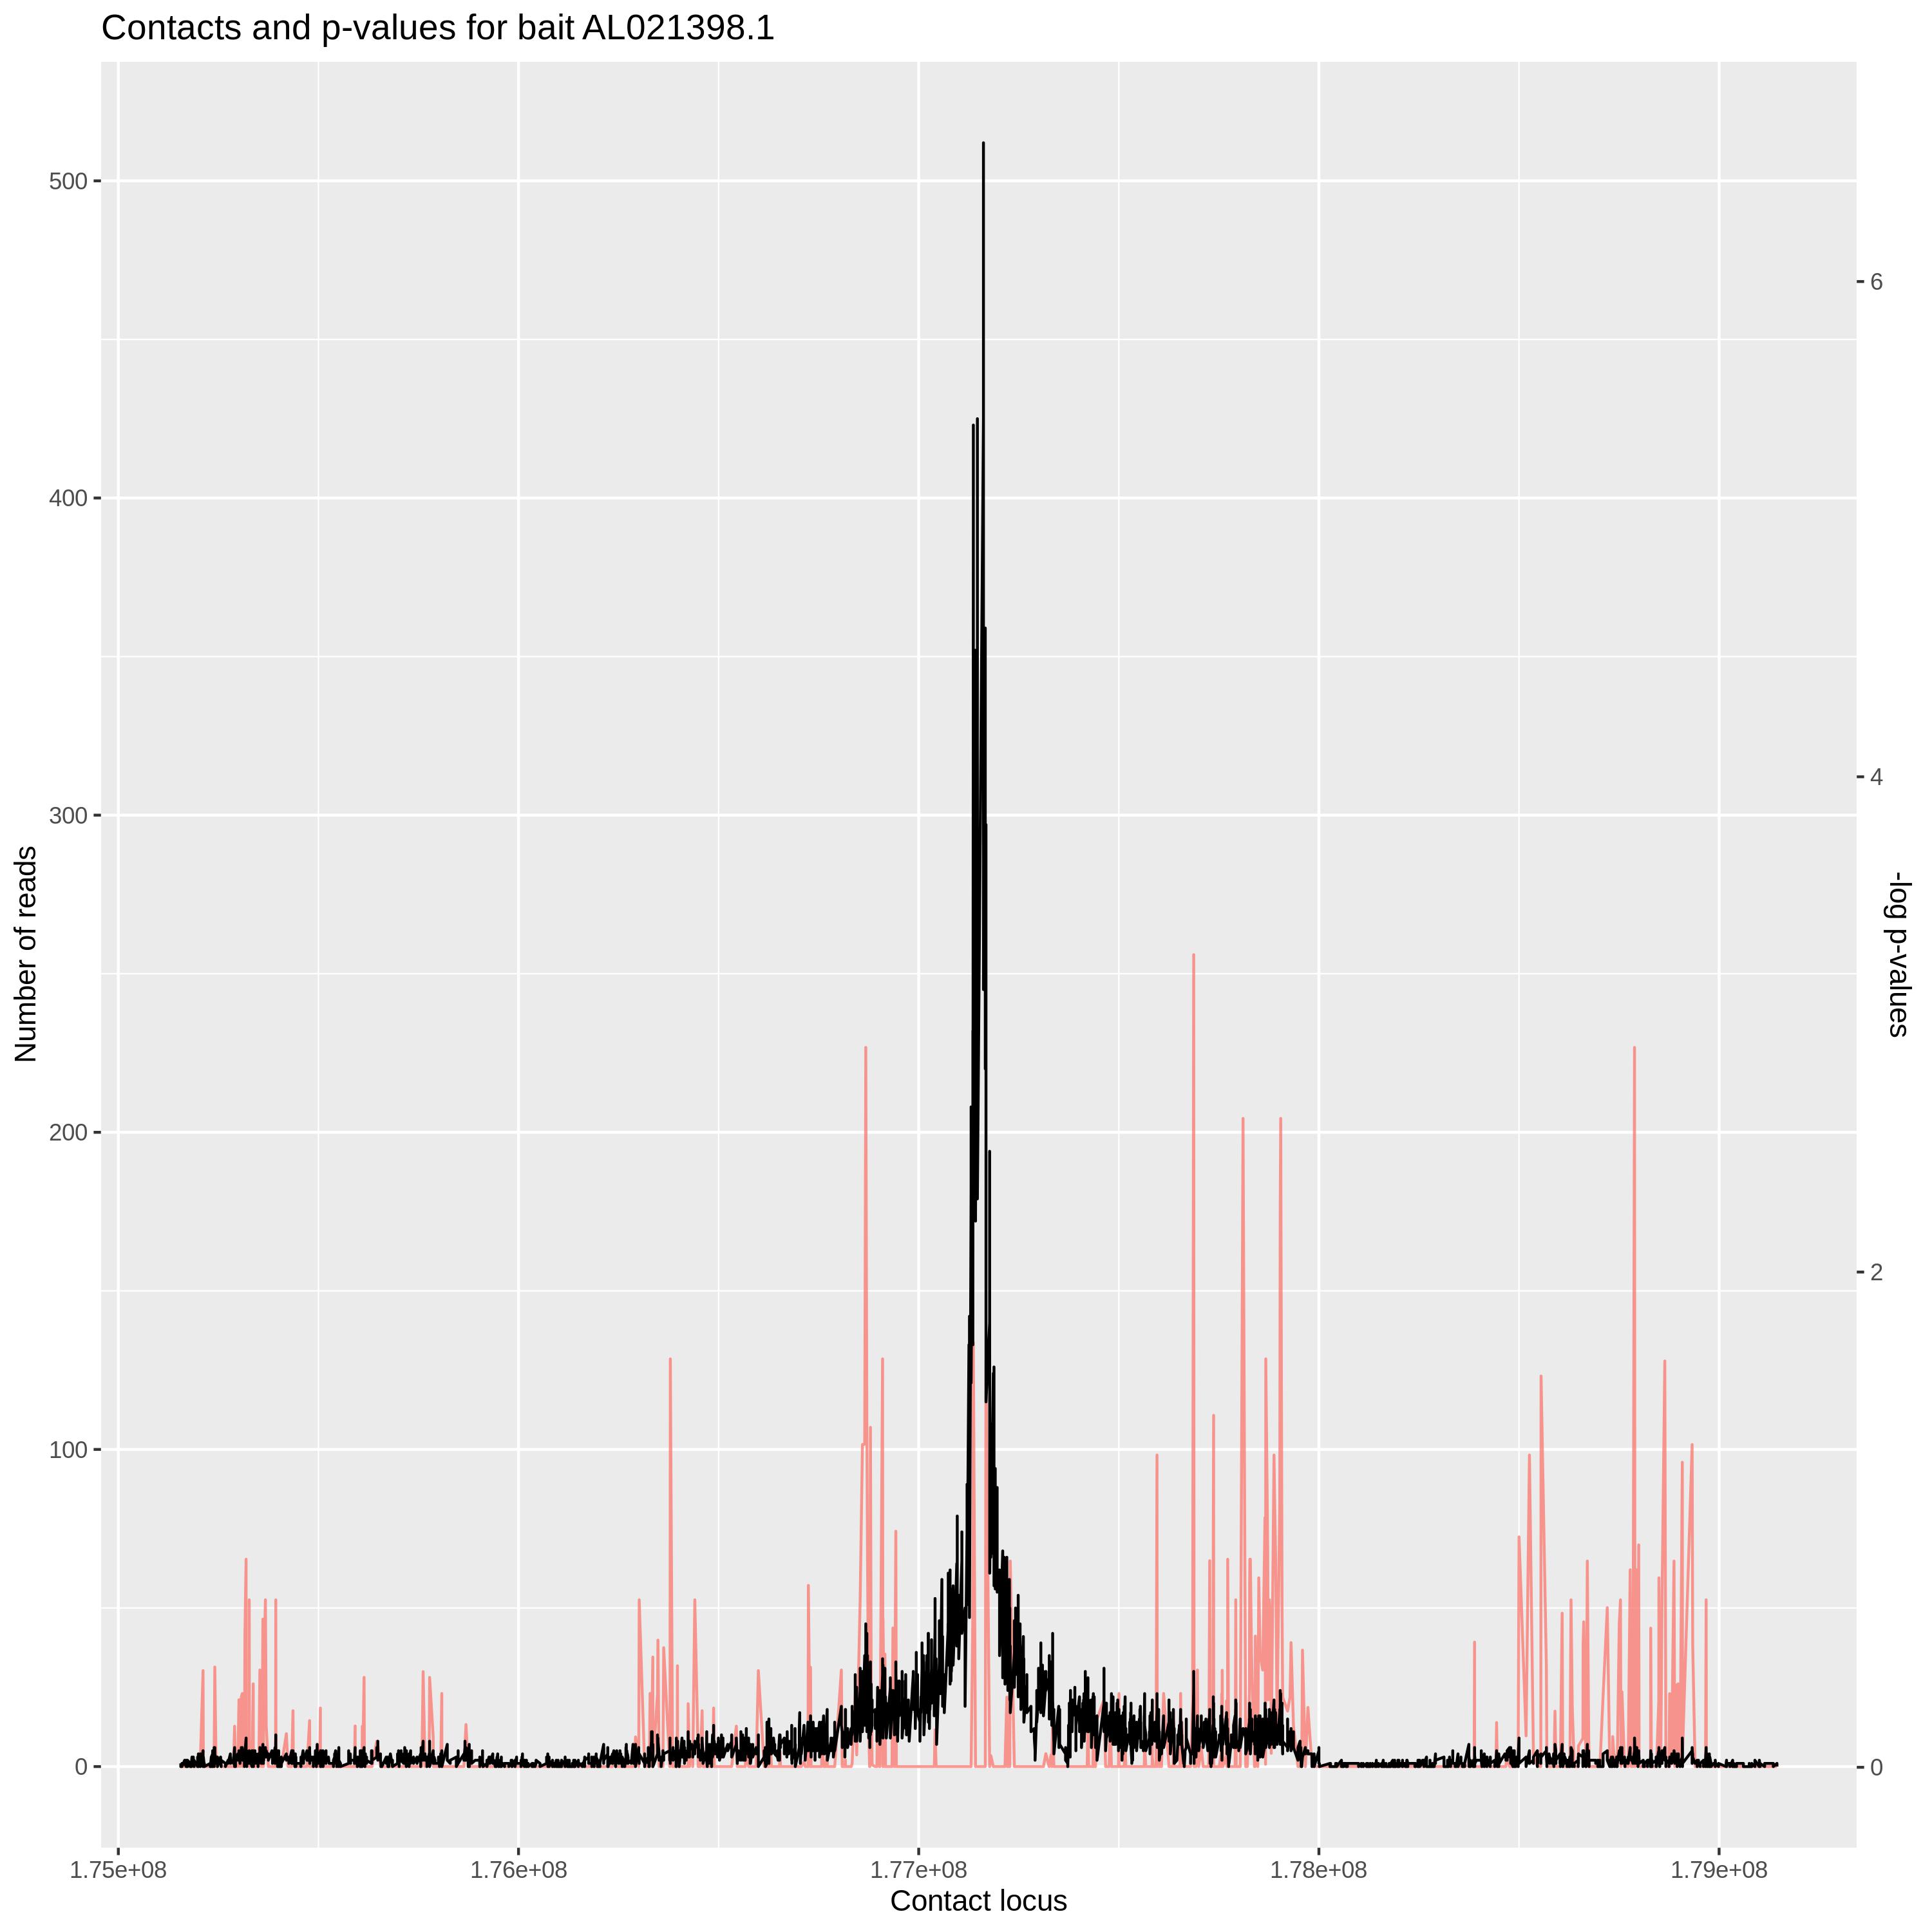 Contacts and p-values for bait AL021398.1
500
400
300
200
100
0
Number of reads
6
4
2
0
-log p-values
1.75e+08
1.76e+08
1.77e+08
1.78e+08
1.79e+08
Contact locus